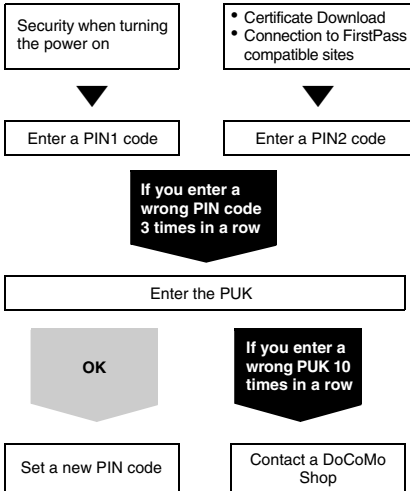 Security when turning
the power on
• Certificate Download
• Connection to FirstPass
compatible sites
Enter a PIN1 code
Enter a PIN2 code
If you enter a
wrong PIN code
3 times in a row
Enter the PUK
OK
If you enter a
wrong PUK 10
times in a row
Set a new PIN code
Contact a DoCoMo
Shop